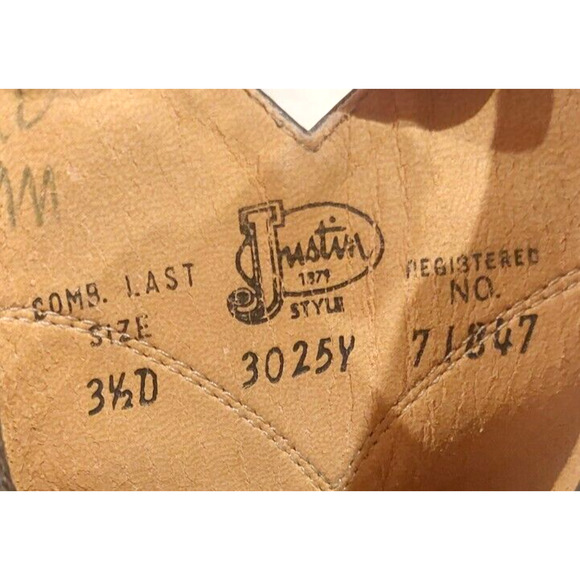 Justin
1879
STYLE
3025Y
COMB. LAST
SIZE
3½D
REGISTERED
NO.
71847